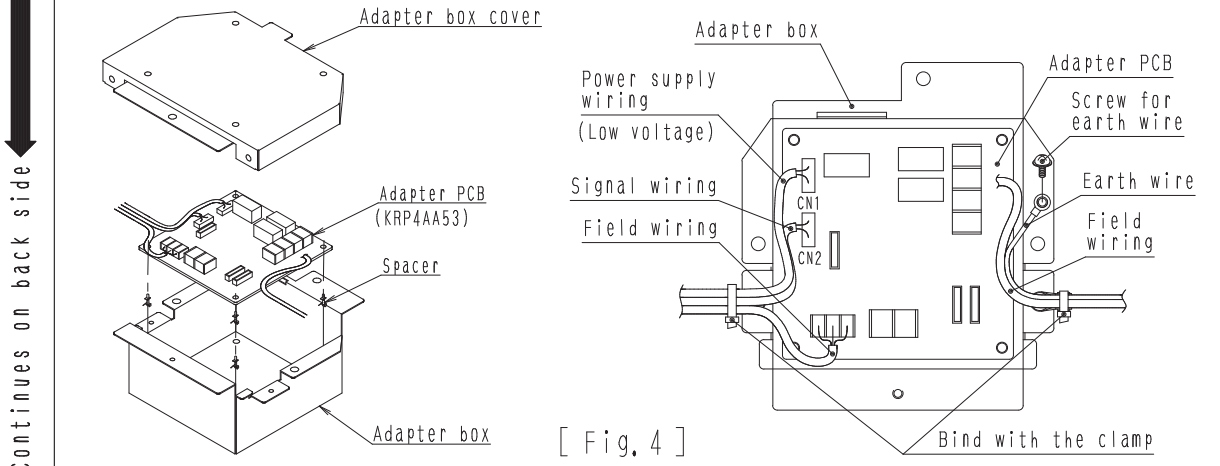 Continues on back side
Adapter box cover
Adapter PCB
(KRP4AA53)
Spacer
Adapter box
Adapter box
Power supply
wiring
(Low voltage)
Signal wiring
Field wiring
CN1
CN2
Adapter PCB
Screw for
earth wire
Earth wire
Field
wiring
Bind with the clamp
[ Fig. 4 ]